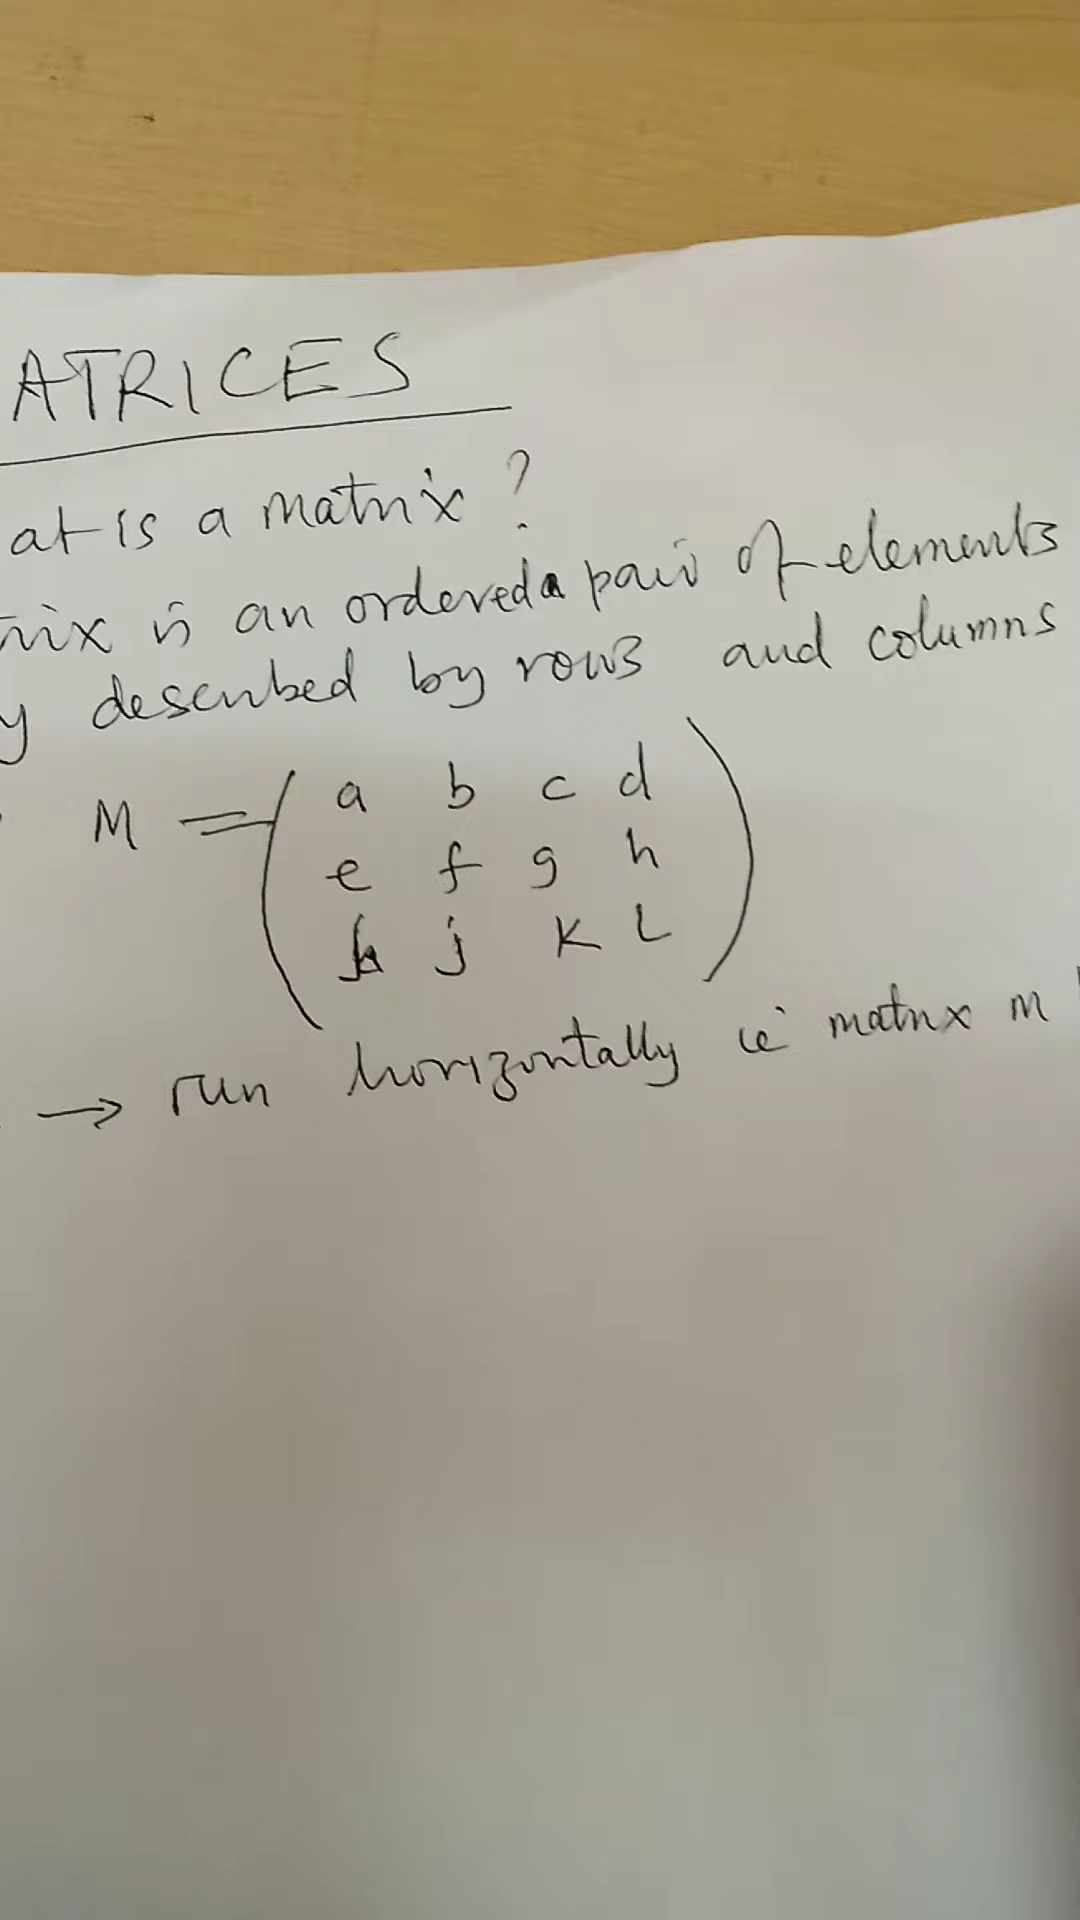 ATRICES
at is a matrix ?
rix is an ordered pair of elements
y described by rows and columns
M = ( a b c d
e f g h
j k L )
→ run horizontally ie matrix M